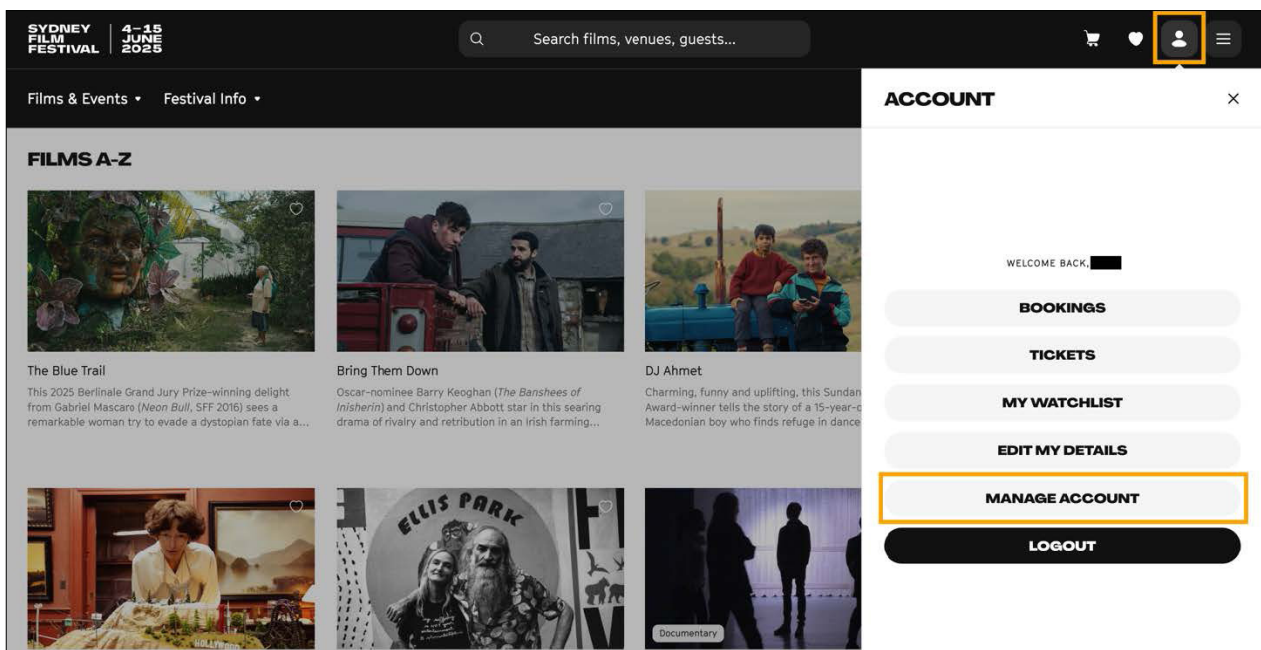 SYDNEY
FILM
FESTIVAL
4–15
JUNE
2025
Search films, venues, guests...
Films & Events
Festival Info
ACCOUNT
FILMS A-Z
The Blue Trail
This 2025 Berlinale Grand Jury Prize-winning delight
from Gabriel Mascaro (Neon Bull, SFF 2016) sees a
remarkable woman try to evade a dystopian fate via a...
Bring Them Down
Oscar-nominee Barry Keoghan (The Banshees of
Inisherin) and Christopher Abbott star in this searing
drama of rivalry and retribution in an Irish farming...
DJ Ahmet
Charming, funny and uplifting, this Sundan
Award-winner tells the story of a 15-year-o
Macedonian boy who finds refuge in dance
ELLIS PARK
HOLLYWOOD
Documentary
WELCOME BACK,
BOOKINGS
TICKETS
MY WATCHLIST
EDIT MY DETAILS
MANAGE ACCOUNT
LOGOUT